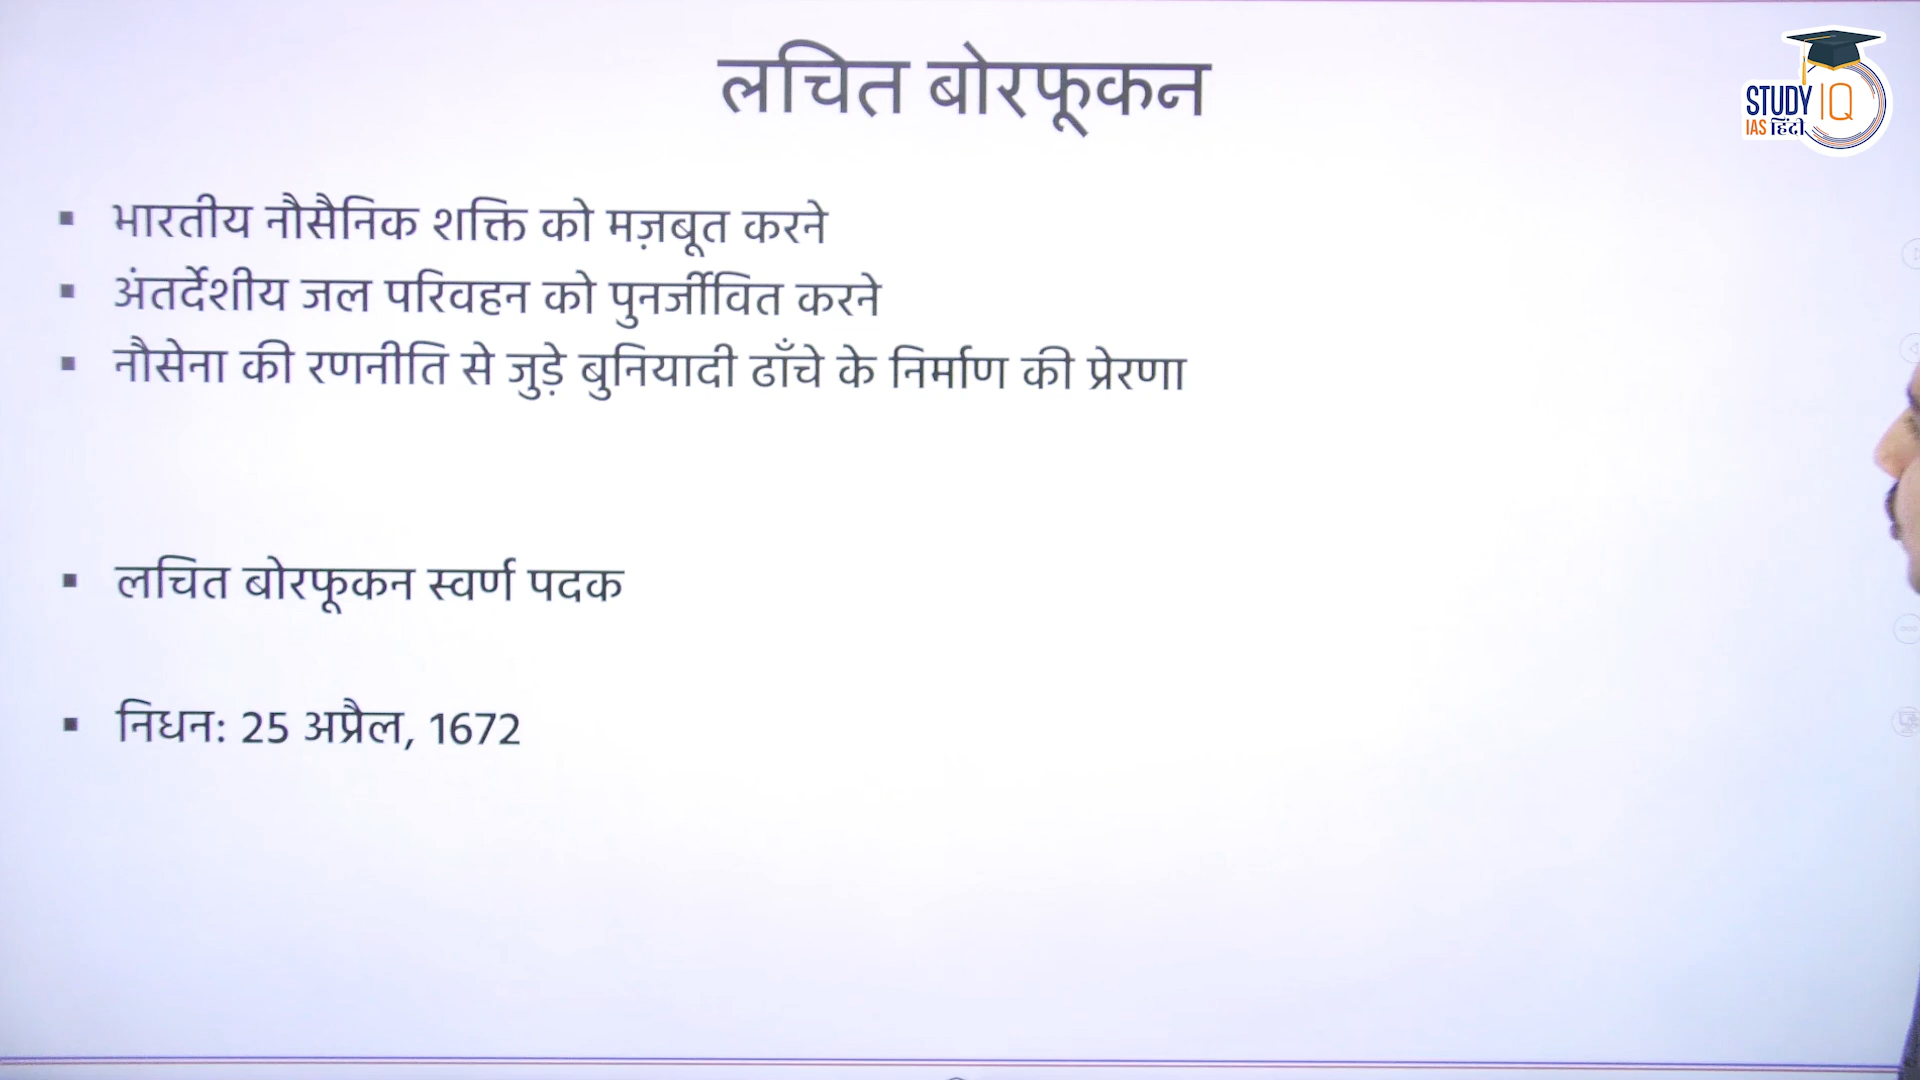 लचित बोरफूकन
STUDY IQ
IAS हिंदी
▪ भारतीय नौसैनिक शक्ति को मज़बूत करने
▪ अंतर्देशीय जल परिवहन को पुनर्जीवित करने
▪ नौसेना की रणनीति से जुड़े बुनियादी ढाँचे के निर्माण की प्रेरणा
▪ लचित बोरफूकन स्वर्ण पदक
▪ निधन: 25 अप्रैल, 1672